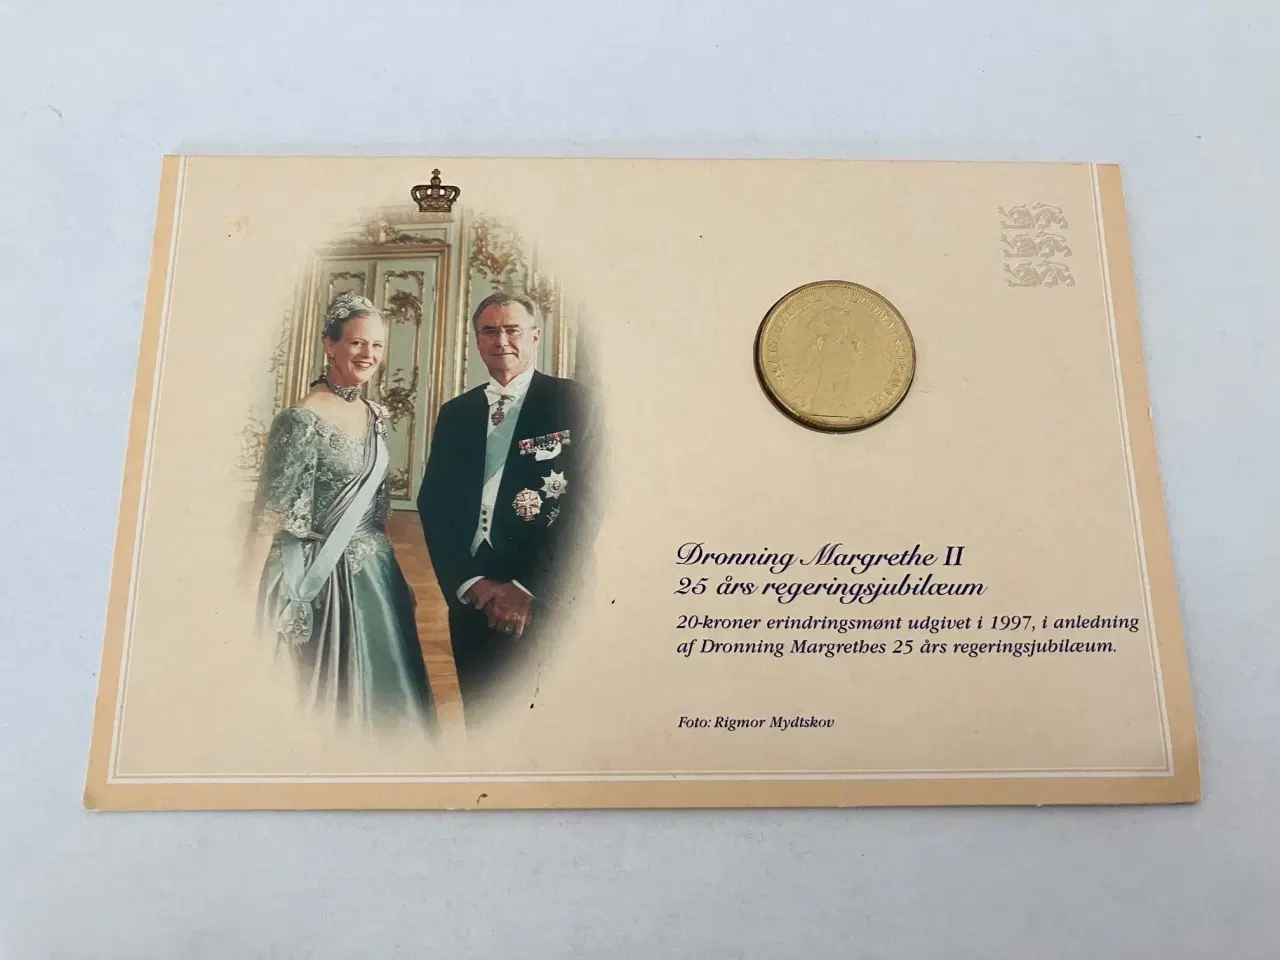 Dronning Margrethe II
25 års regeringsjubilæum
20-kroner erindringsmønt udgivet i 1997, i anledning
af Dronning Margrethes 25 års regeringsjubilæum.
Foto: Rigmor Mydtskov